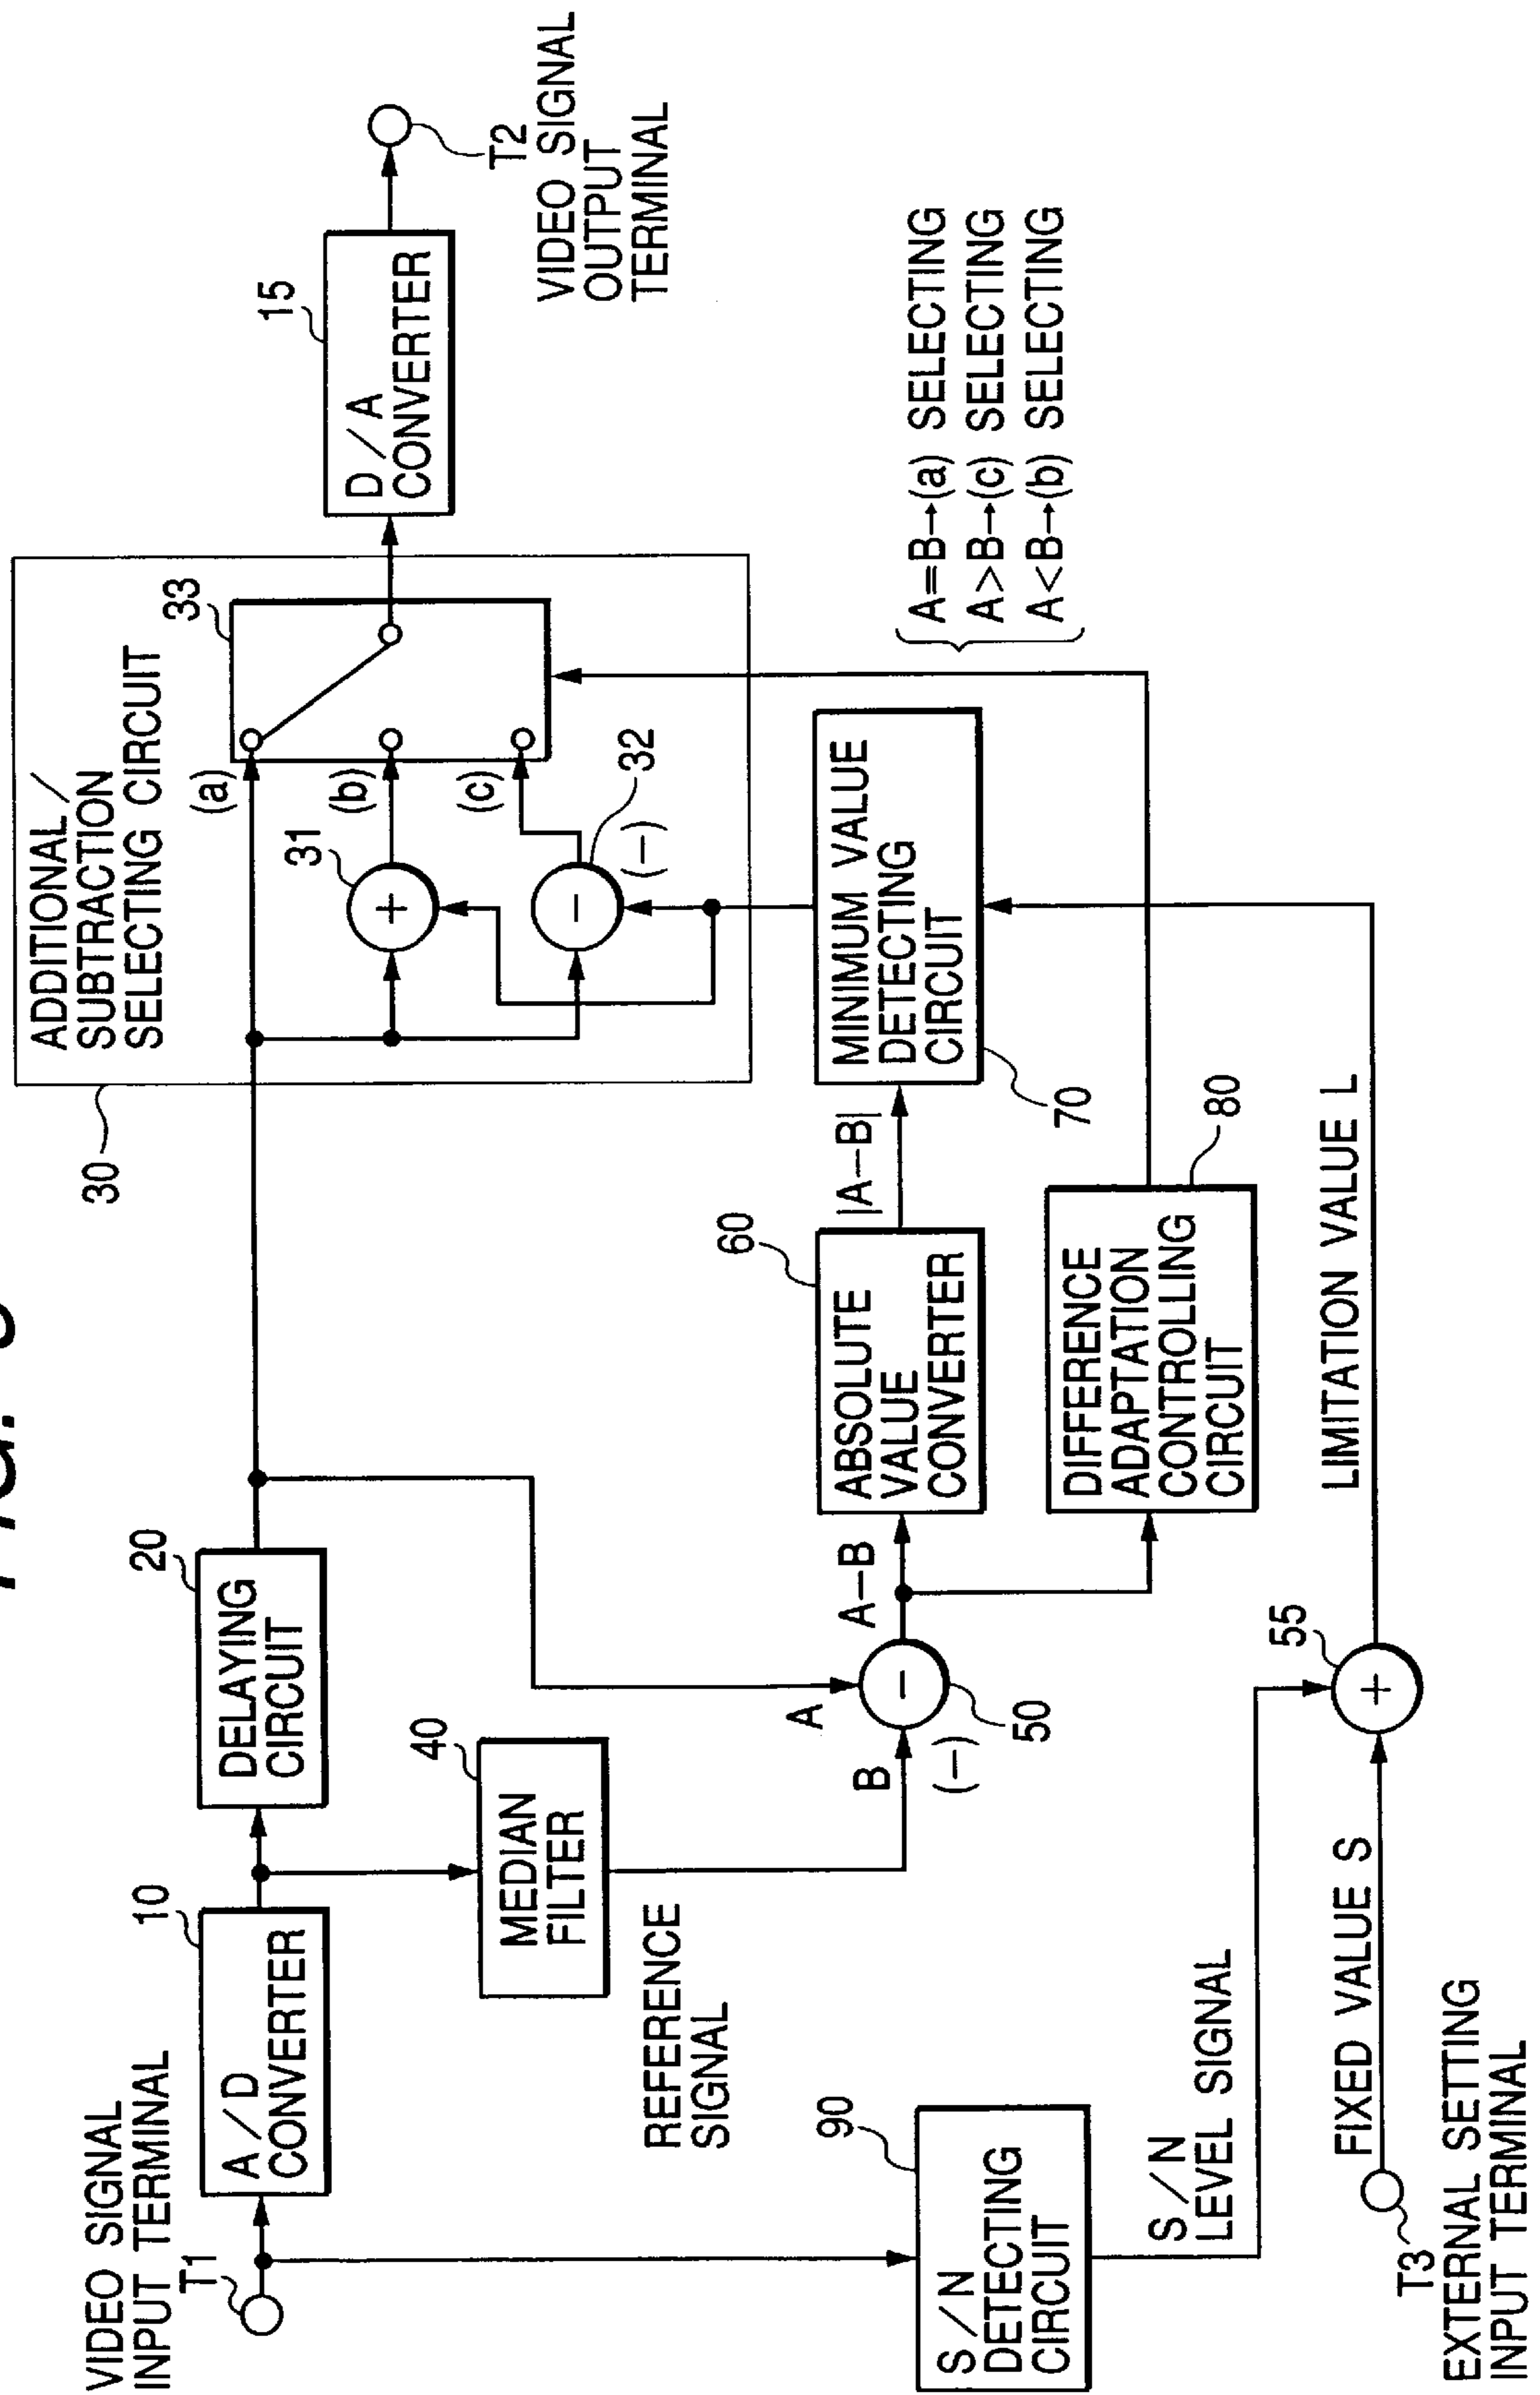 VIDEO SIGNAL
INPUT TERMINAL
T1
A/D
CONVERTER
10
DELAYING
CIRCUIT
20
MEDIAN
FILTER
40
REFERENCE
SIGNAL
30
ADDITIONAL/
SUBTRACTION
SELECTING CIRCUIT
(a)
(b)
(c)
31
+
32
-
(-)
33
D/A
CONVERTER
15
T2
VIDEO SIGNAL
OUTPUT
TERMINAL
A=B→(a) SELECTING
A>B→(c) SELECTING
A<B→(b) SELECTING
A
B
(-)
-
50
A-B
ABSOLUTE
VALUE
CONVERTER
60
|A-B|
MINIMUM VALUE
DETECTING
CIRCUIT
70
DIFFERENCE
ADAPTATION
CONTROLLING
CIRCUIT
80
S/N
DETECTING
CIRCUIT
90
S/N
LEVEL SIGNAL
FIXED VALUE S
T3
EXTERNAL SETTING
INPUT TERMINAL
+
55
LIMITATION VALUE L